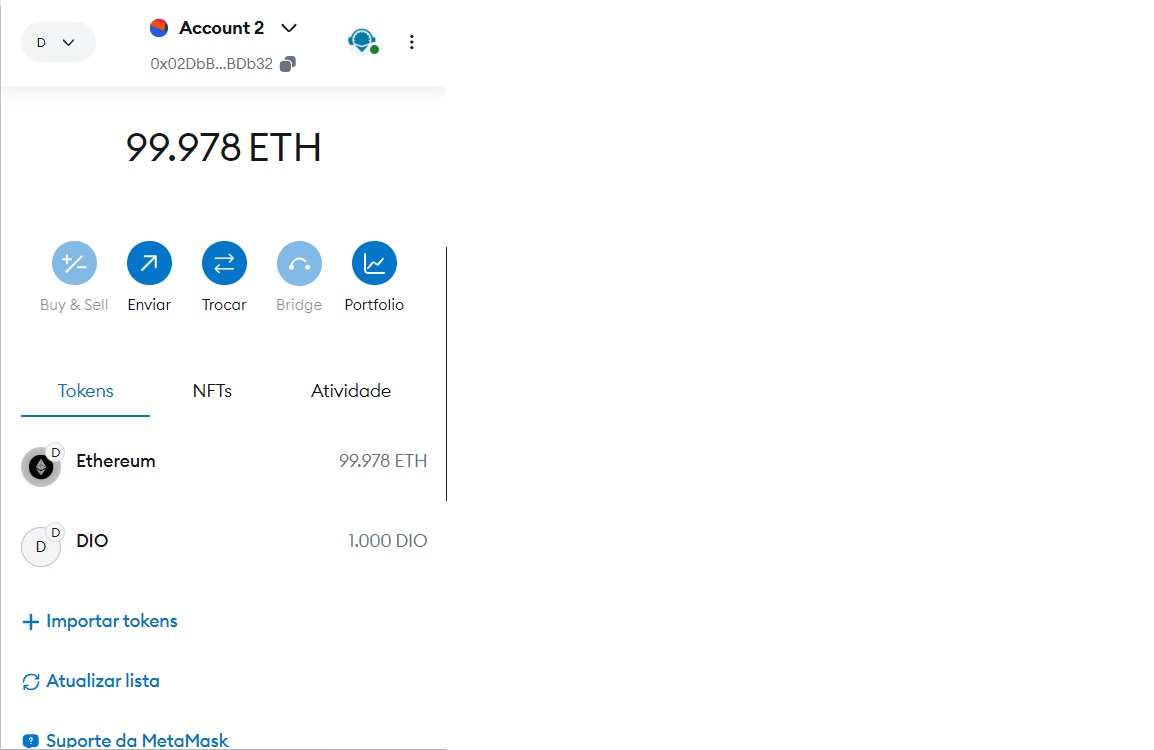 D
Account 2
0x02DbB...BDb32
99.978 ETH
Buy & Sell
Enviar
Trocar
Bridge
Portfolio
Tokens
NFTs
Atividade
D
Ethereum
99.978 ETH
D
D
DIO
1.000 DIO
Importar tokens
Atualizar lista
Suporte da MetaMask